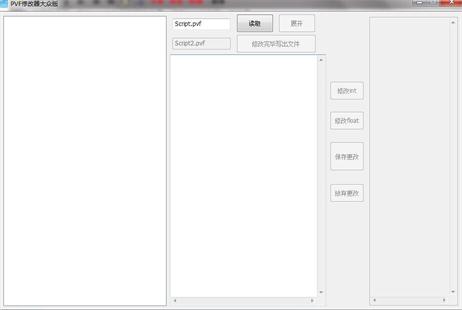 PVF修改器大众版
Script.pvf
读取
展开
Script2.pvf
修改完毕写出文件
修改int
修改float
保存更改
放弃更改